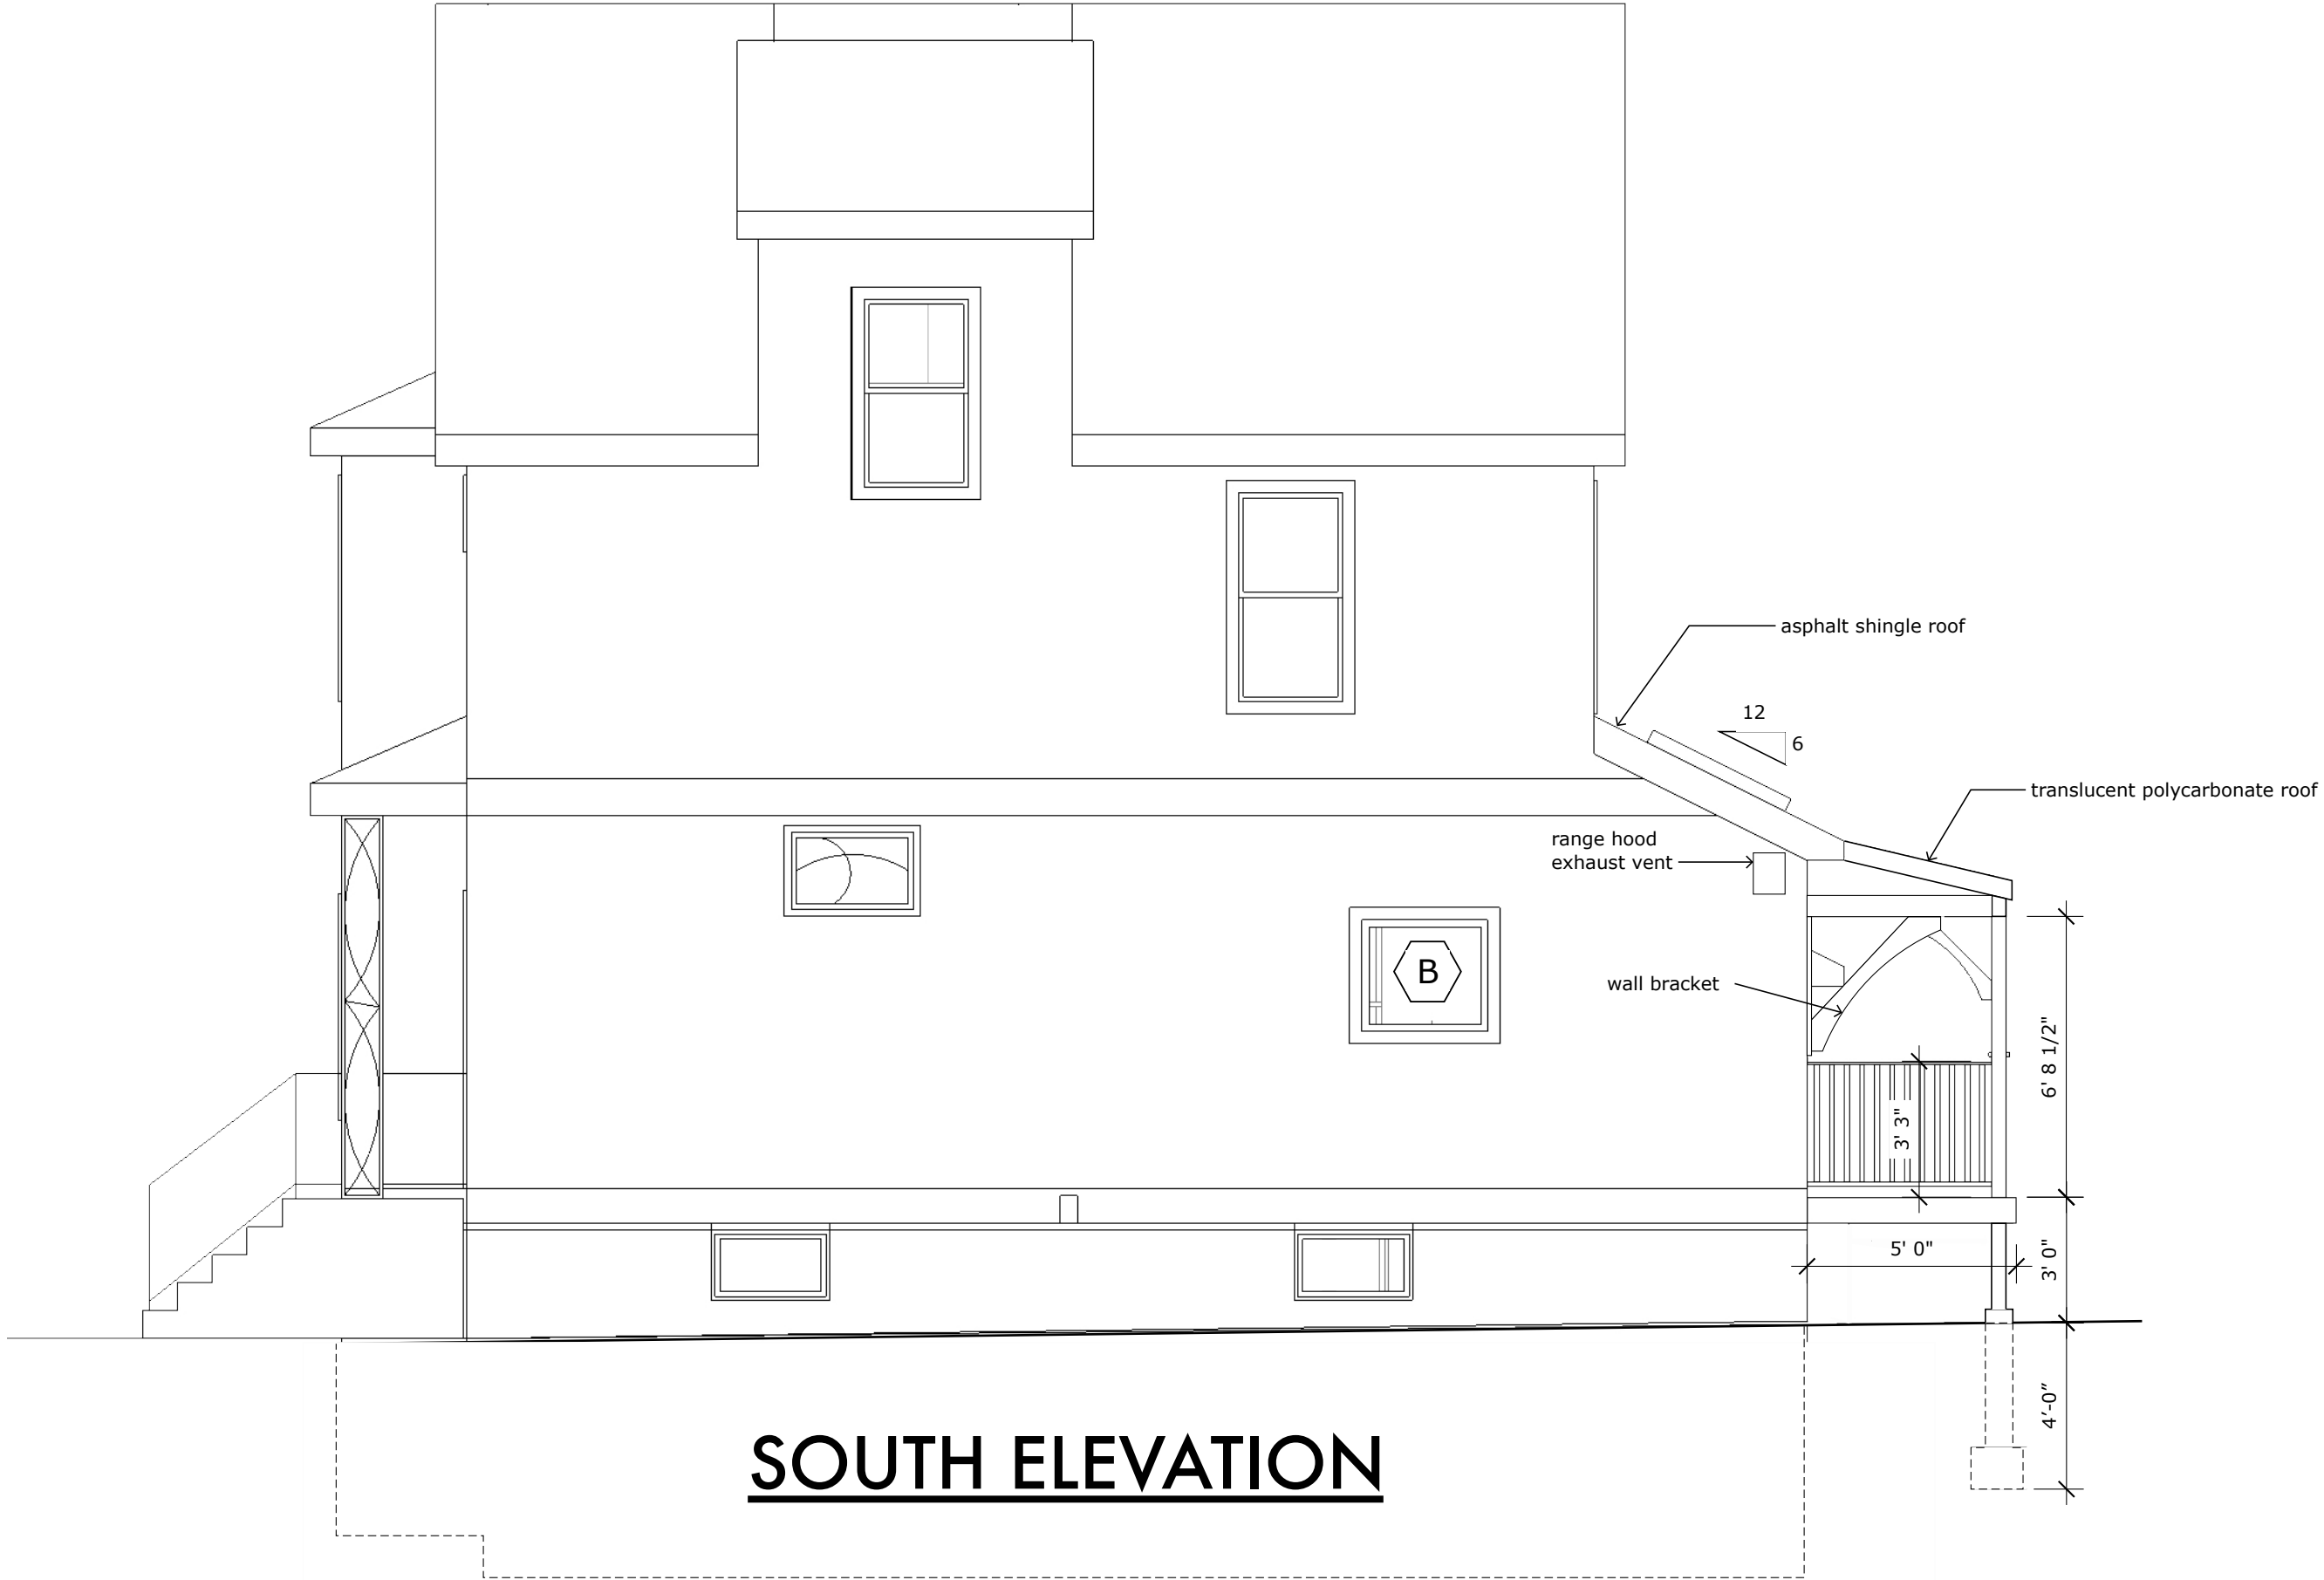 asphalt shingle roof
12
6
translucent polycarbonate roof
range hood
exhaust vent
B
wall bracket
6' 8 1/2"
3' 3"
5' 0"
3' 0"
4'-0"
SOUTH ELEVATION